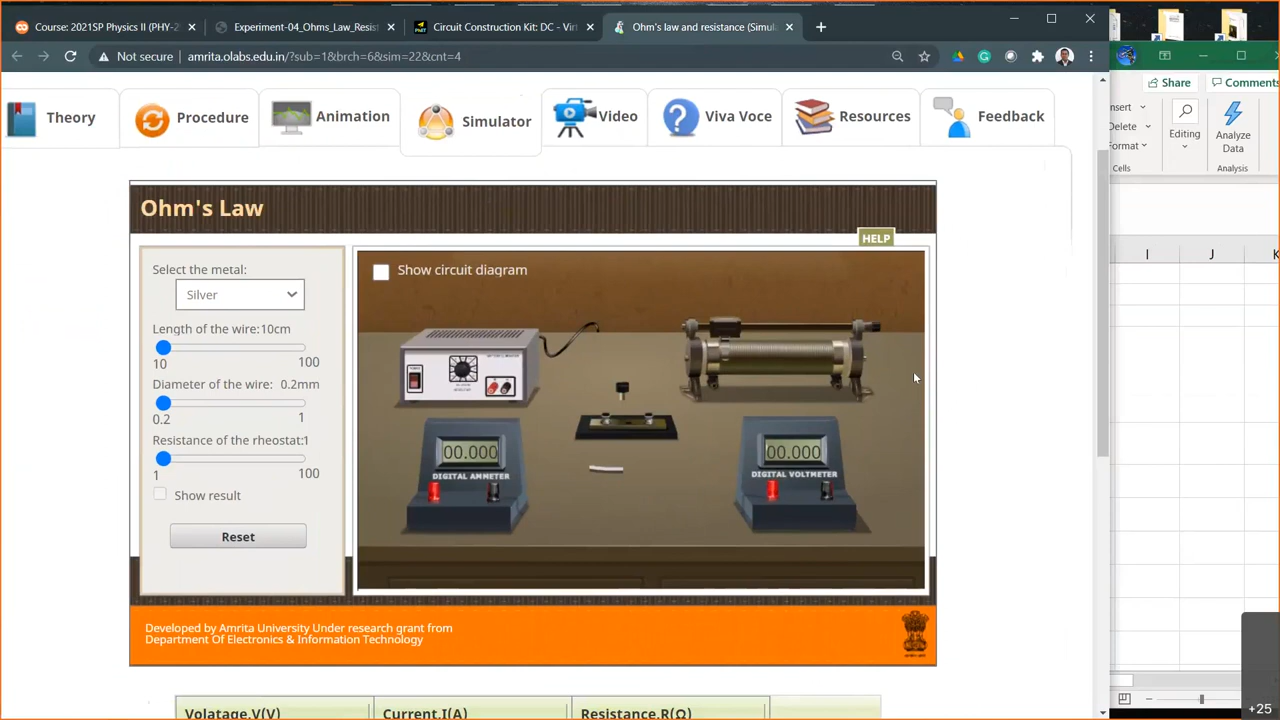 Course: 2021SP Physics II (PHY-24
Experiment-04_Ohms_Law_Resis
Circuit Construction Kit: DC - Virt
Ohm's law and resistance (Simul
Not secure
amrita.olabs.edu.in/?sub=1&brch=6&sim=22&cnt=4
Theory
Procedure
Animation
Simulator
Video
Viva Voce
Resources
Feedback
Share
Comments
Insert
Delete
Format
Cells
Editing
Analyze
Data
Analysis
I
J
K
Ohm's Law
HELP
Select the metal:
Silver
Length of the wire:10cm
10
100
Diameter of the wire: 0.2mm
0.2
1
Resistance of the rheostat:1
1
100
Show result
Reset
Show circuit diagram
00.000
DIGITAL AMMETER
00.000
DIGITAL VOLTMETER
Developed by Amrita University Under research grant from
Department Of Electronics & Information Technology
Volatage,V(V)
Current,I(A)
Resistance,R(Ω)
+25